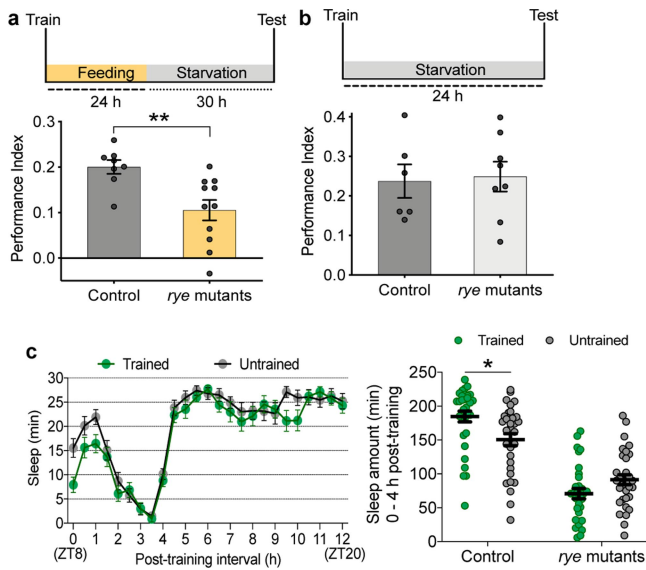 a
Train
Test
Feeding
Starvation
24 h
30 h
**
Performance Index
0.3
0.2
0.1
0.0
Control
rye mutants
b
Train
Test
Starvation
24 h
Performance Index
0.4
0.3
0.2
0.1
0.0
Control
rye mutants
c
Trained
Untrained
Sleep (min)
30
25
20
15
10
5
0
0 1 2 3 4 5 6 7 8 9 10 11 12
(ZT8)
Post-training interval (h)
(ZT20)
Trained
Untrained
Sleep amount (min)
0 - 4 h post-training
250
200
150
100
50
0
*
Control
rye mutants